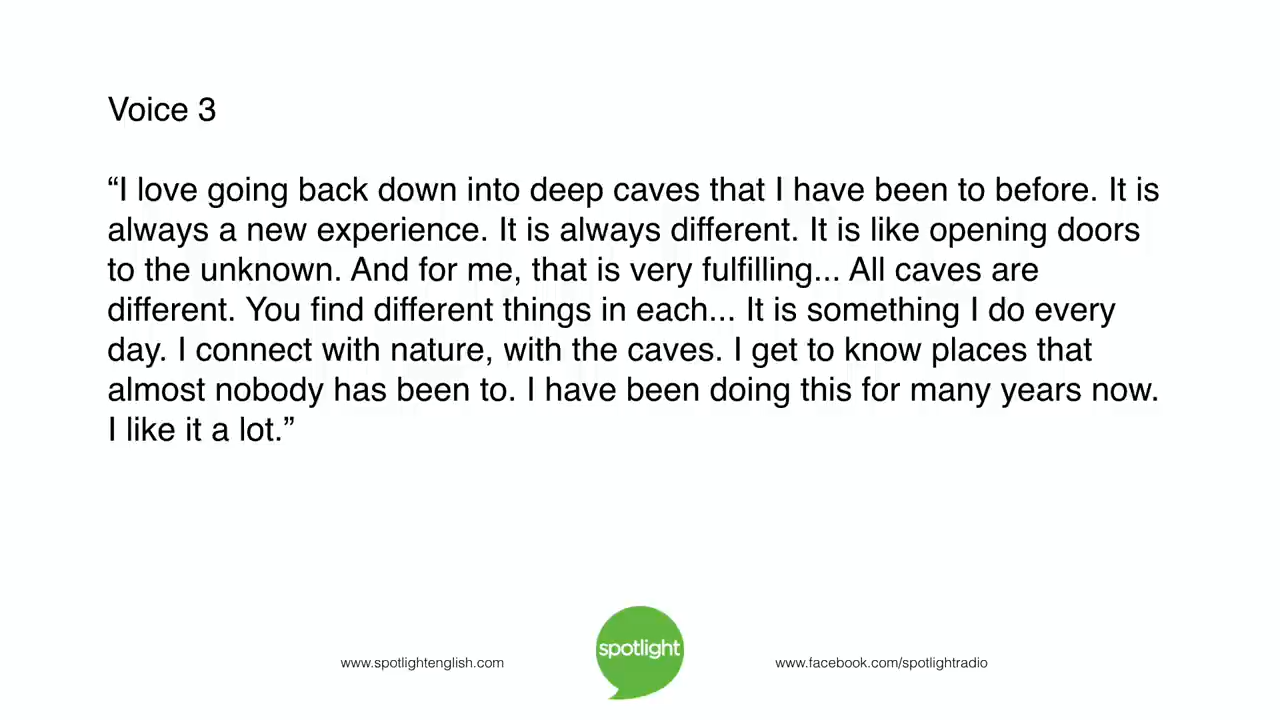 Voice 3
“I love going back down into deep caves that I have been to before. It is
always a new experience. It is always different. It is like opening doors
to the unknown. And for me, that is very fulfilling... All caves are
different. You find different things in each... It is something I do every
day. I connect with nature, with the caves. I get to know places that
almost nobody has been to. I have been doing this for many years now.
I like it a lot.”
www.spotlightenglish.com
spotlight
www.facebook.com/spotlightradio